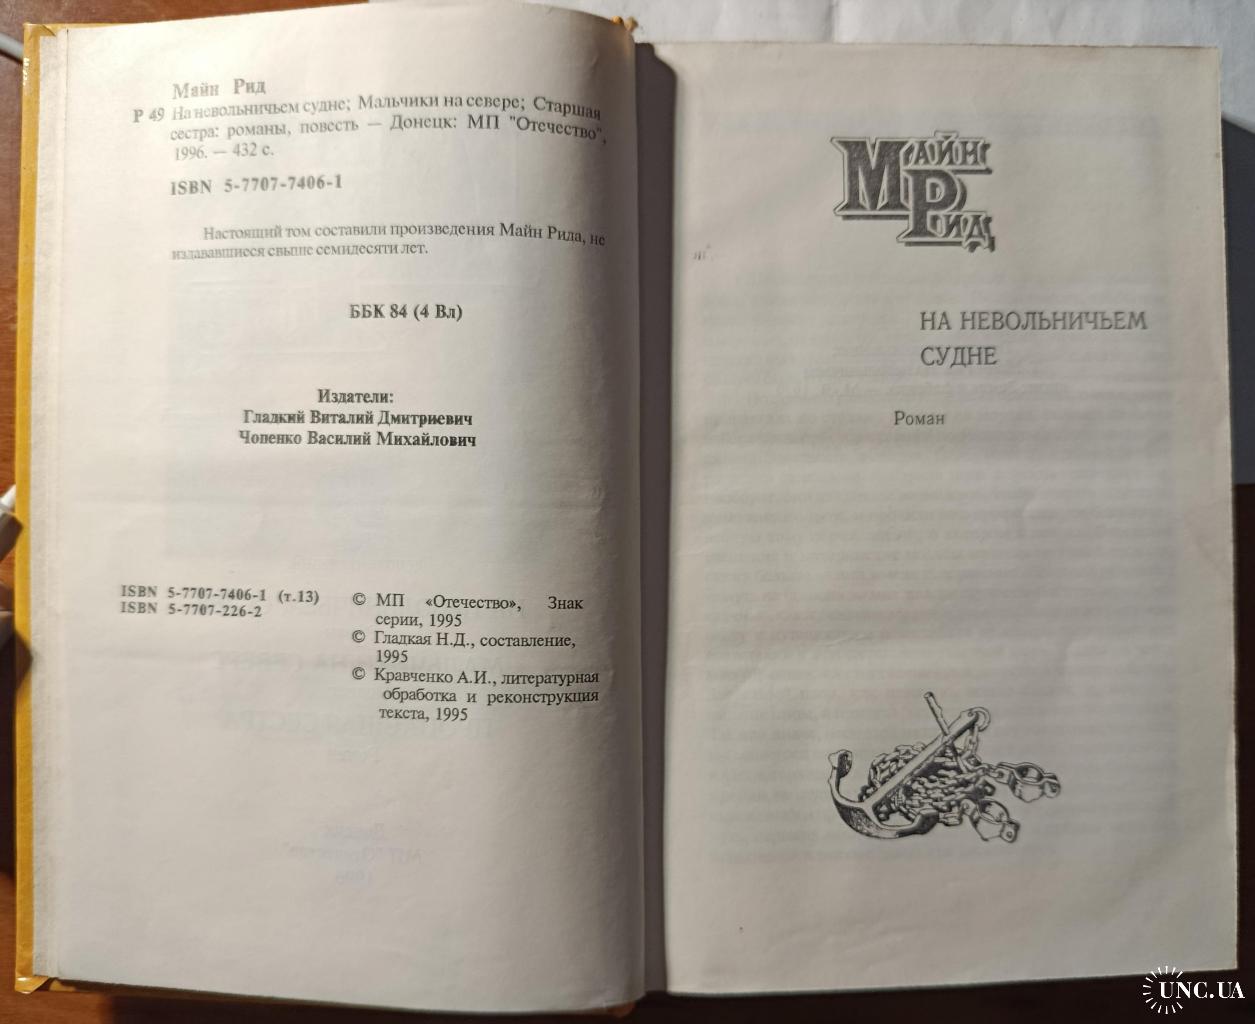 Майн Рид
Р 49 На невольничьем судне; Мальчики на севере; Старшая
сестра: романы, повесть — Донецк: МП "Отечество",
1996. — 432 с.
ISBN 5-7707-7406-1
Настоящий том составили произведения Майн Рида, не
издававшиеся свыше семидесяти лет.
ББК 84 (4 Вл)
Издатели:
Гладкий Виталий Дмитриевич
Чопенко Василий Михайлович
ISBN 5-7707-7406-1 (т.13)
ISBN 5-7707-226-2
© МП «Отечество», Знак
серии, 1995
© Гладкая Н.Д., составление,
1995
© Кравченко А.И., литературная
обработка и реконструкция
текста, 1995
МАЙН
РИД
НА НЕВОЛЬНИЧЬЕМ
СУДНЕ
Роман
UNC.UA